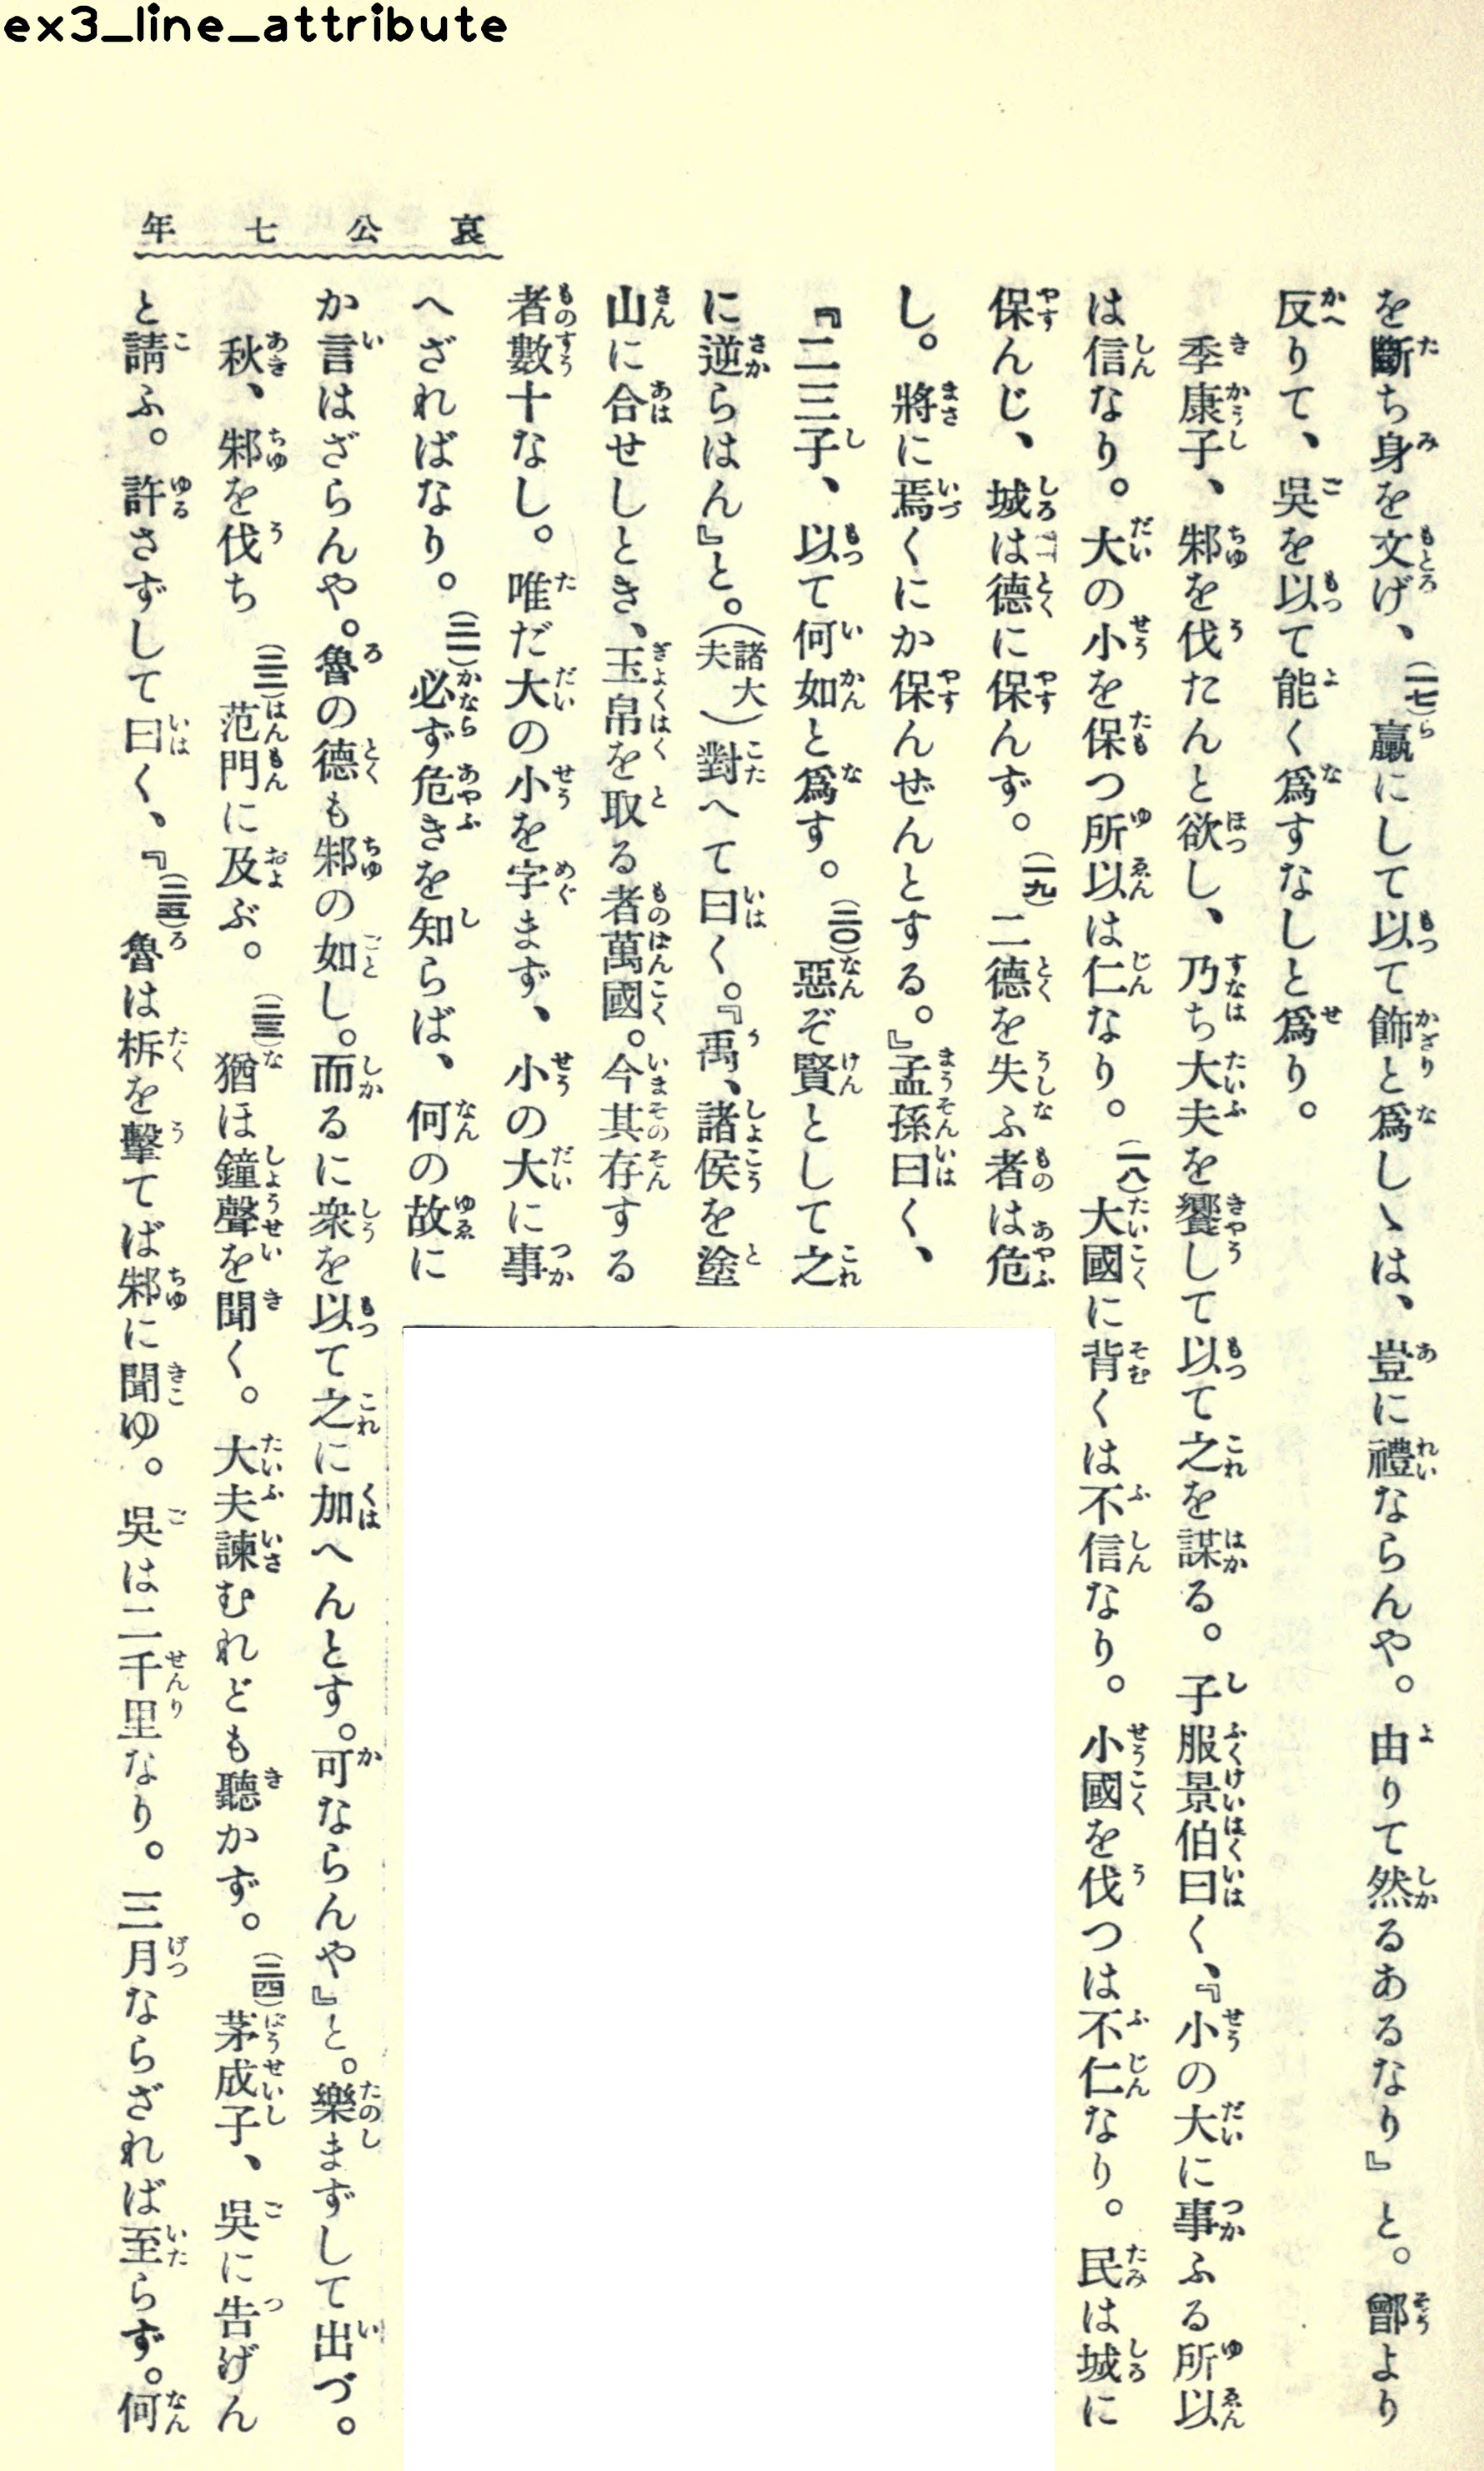 ex3_line_attribute
哀公七年
を斷ち身を文げ、(一七)臝にして以て飾と爲しゝは、豈に禮ならんや。由りて然るあるなり』と。鄫より
反りて、吳を以て能く爲すなしと爲り。
季康子、邾を伐たんと欲し、乃ち大夫を饗して以て之を謀る。子服景伯曰く、『小の大に事ふる所以
は信なり。大の小を保つ所以は仁なり。(一八)大國に背くは不信なり。小國を伐つは不仁なり。民は城に
保んじ、城は德に保んず。(一九)二德を失ふ者は危
し。將に焉くにか保んぜんとする。』孟孫曰く、
『二三子、以て何如と爲す。(二〇)惡ぞ賢として之
に逆らはん』と。(諸大夫)對へて曰く。『禹、諸侯を塗
山に合せしとき、玉帛を取る者萬國。今其存する
者數十なし。唯だ大の小を字まず、小の大に事
へざればなり。(二一)必ず危きを知らば、何の故に
か言はざらんや。魯の德も邾の如し。而るに衆を以て之に加へんとす。可ならんや』と。樂まずして出づ。
秋、邾を伐ち(二二)范門に及ぶ。(二三)猶ほ鐘聲を聞く。大夫諫むれども聽かず。(二四)茅成子、吳に告げん
と請ふ。許さずして曰く、『(二五)魯は柝を擊てば邾に聞ゆ。吳は二千里なり。三月ならざれば至らず。何